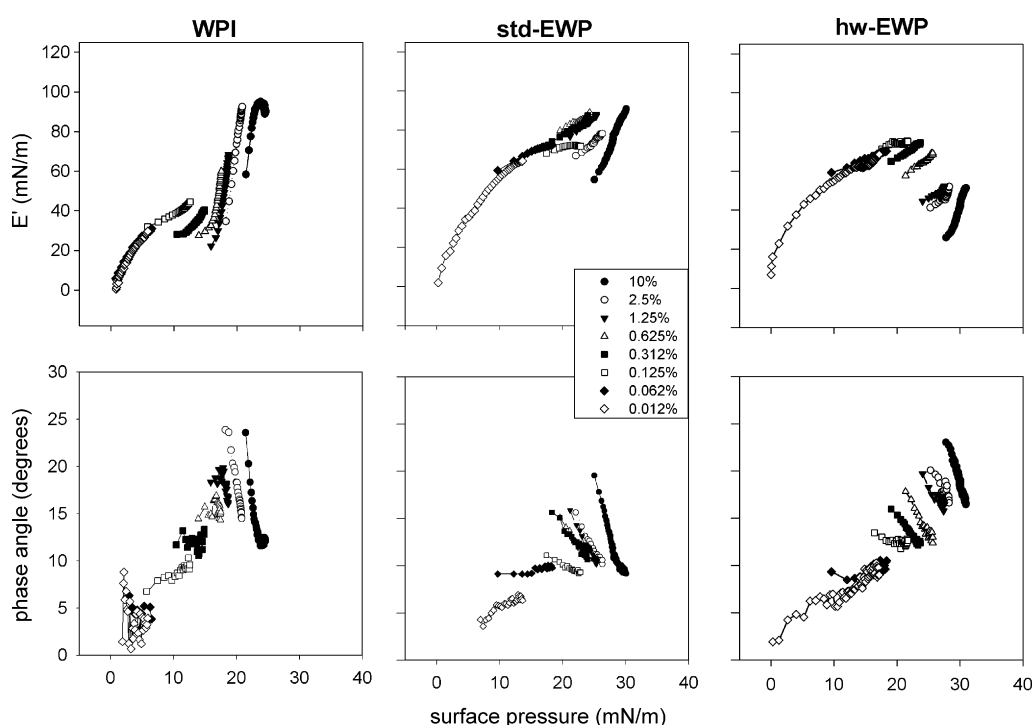 WPI
std-EWP
hw-EWP
120
100
80
60
40
20
0
E' (mN/m)
10%
2.5%
1.25%
0.625%
0.312%
0.125%
0.062%
0.012%
30
25
20
15
10
5
0
phase angle (degrees)
0 10 20 30 40
0 10 20 30 40
0 10 20 30 40
surface pressure (mN/m)